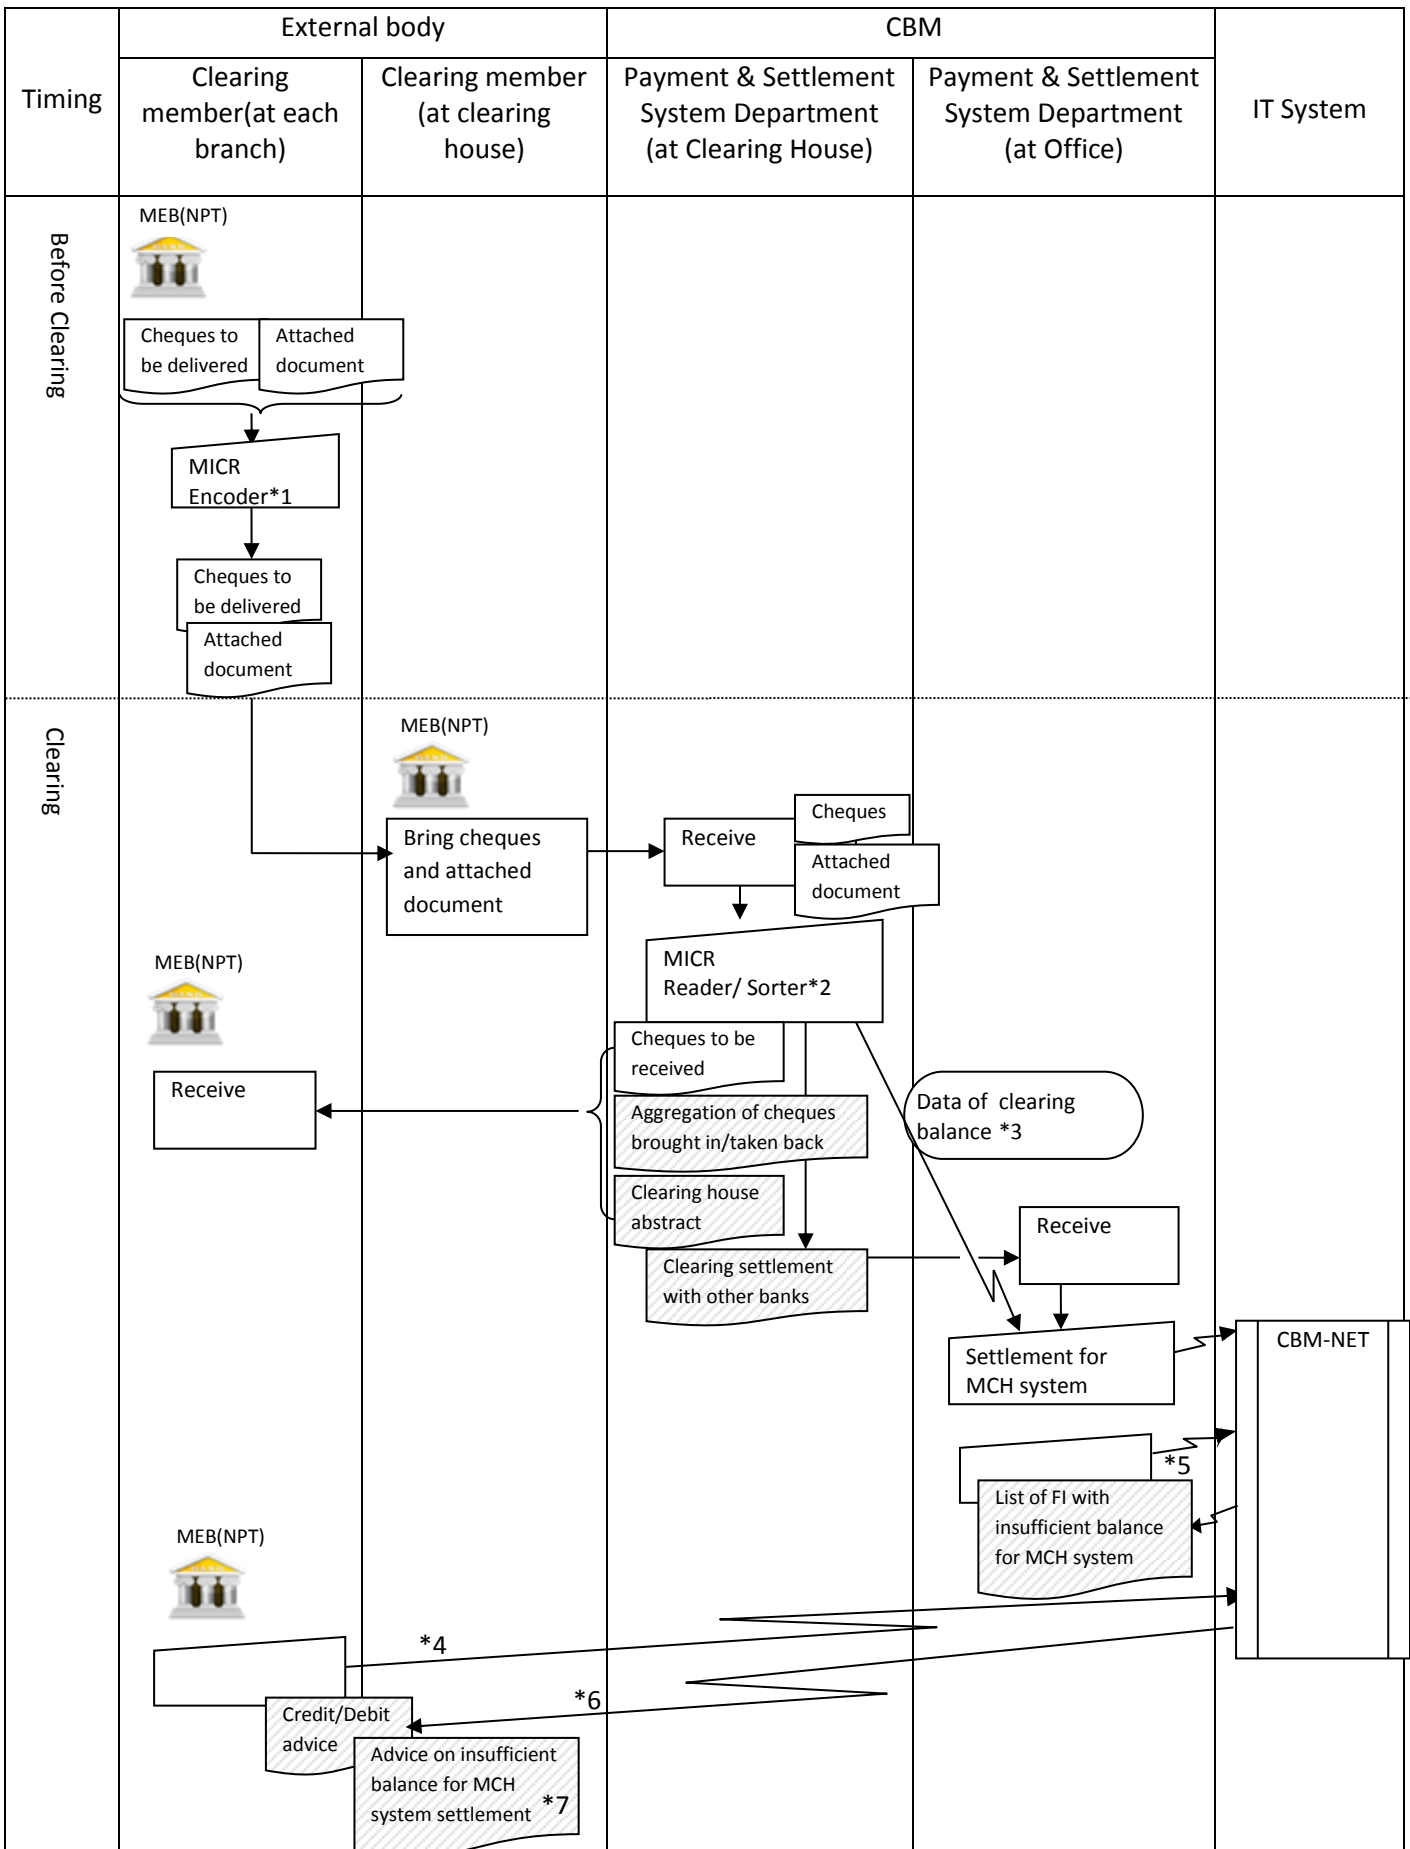 External body
CBM
Timing
Clearing
member(at each
branch)
Clearing member
(at clearing
house)
Payment & Settlement
System Department
(at Clearing House)
Payment & Settlement
System Department
(at Office)
IT System
Before Clearing
MEB(NPT)
Cheques to
be delivered
Attached
document
MICR
Encoder*1
Cheques to
be delivered
Attached
document
Clearing
MEB(NPT)
Bring cheques
and attached
document
Receive
Cheques
Attached
document
MICR
Reader/ Sorter*2
MEB(NPT)
Receive
Cheques to be
received
Aggregation of cheques
brought in/taken back
Clearing house
abstract
Clearing settlement
with other banks
Data of clearing
balance *3
Receive
Settlement for
MCH system
CBM-NET
*5
List of FI with
insufficient balance
for MCH system
MEB(NPT)
*4
*6
Credit/Debit
advice
Advice on insufficient
balance for MCH
system settlement *7